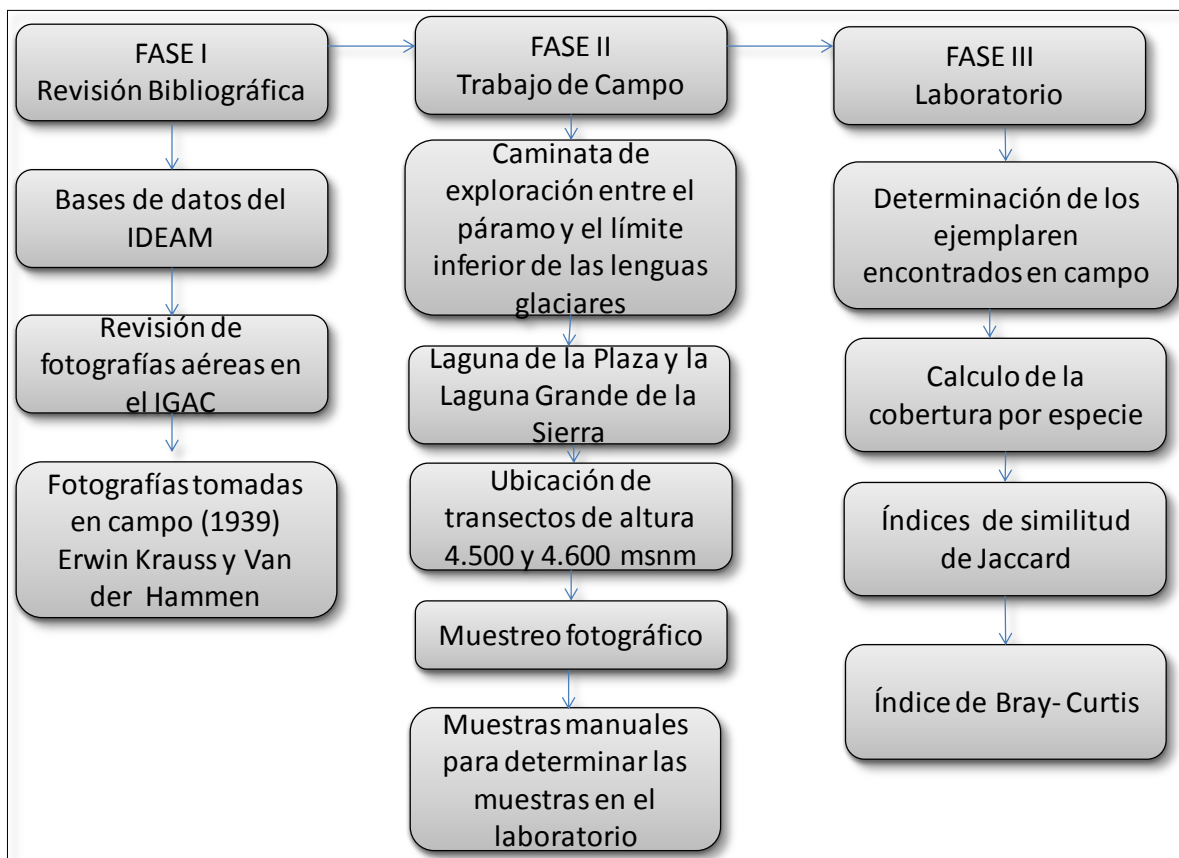 FASE I
Revisión Bibliográfica
Bases de datos del
IDEAM
Revisión de
fotografías aéreas en
el IGAC
Fotografías tomadas
en campo (1939)
Erwin Krauss y Van
der Hammen
FASE II
Trabajo de Campo
Caminata de
exploración entre el
páramo y el límite
inferior de las lenguas
glaciares
Laguna de la Plaza y la
Laguna Grande de la
Sierra
Ubicación de
transectos de altura
4.500 y 4.600 msnm
Muestreo fotográfico
Muestras manuales
para determinar las
muestras en el
laboratorio
FASE III
Laboratorio
Determinación de los
ejemplaren
encontrados en campo
Calculo de la
cobertura por especie
Índices de similitud
de Jaccard
Índice de Bray- Curtis